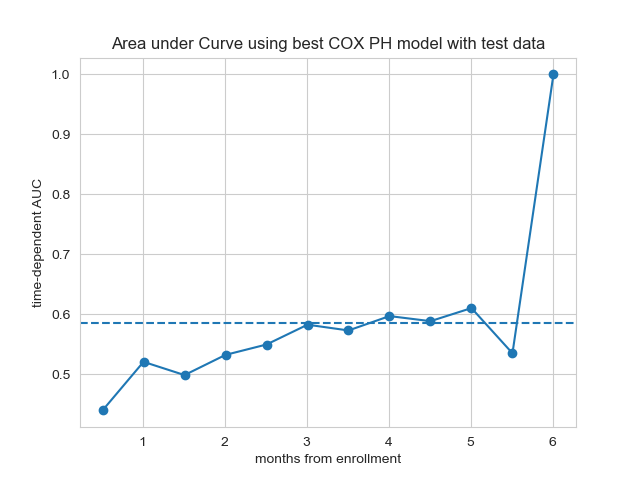 Area under Curve using best COX PH model with test data
time-dependent AUC
1.0
0.9
0.8
0.7
0.6
0.5
1 2 3 4 5 6
months from enrollment